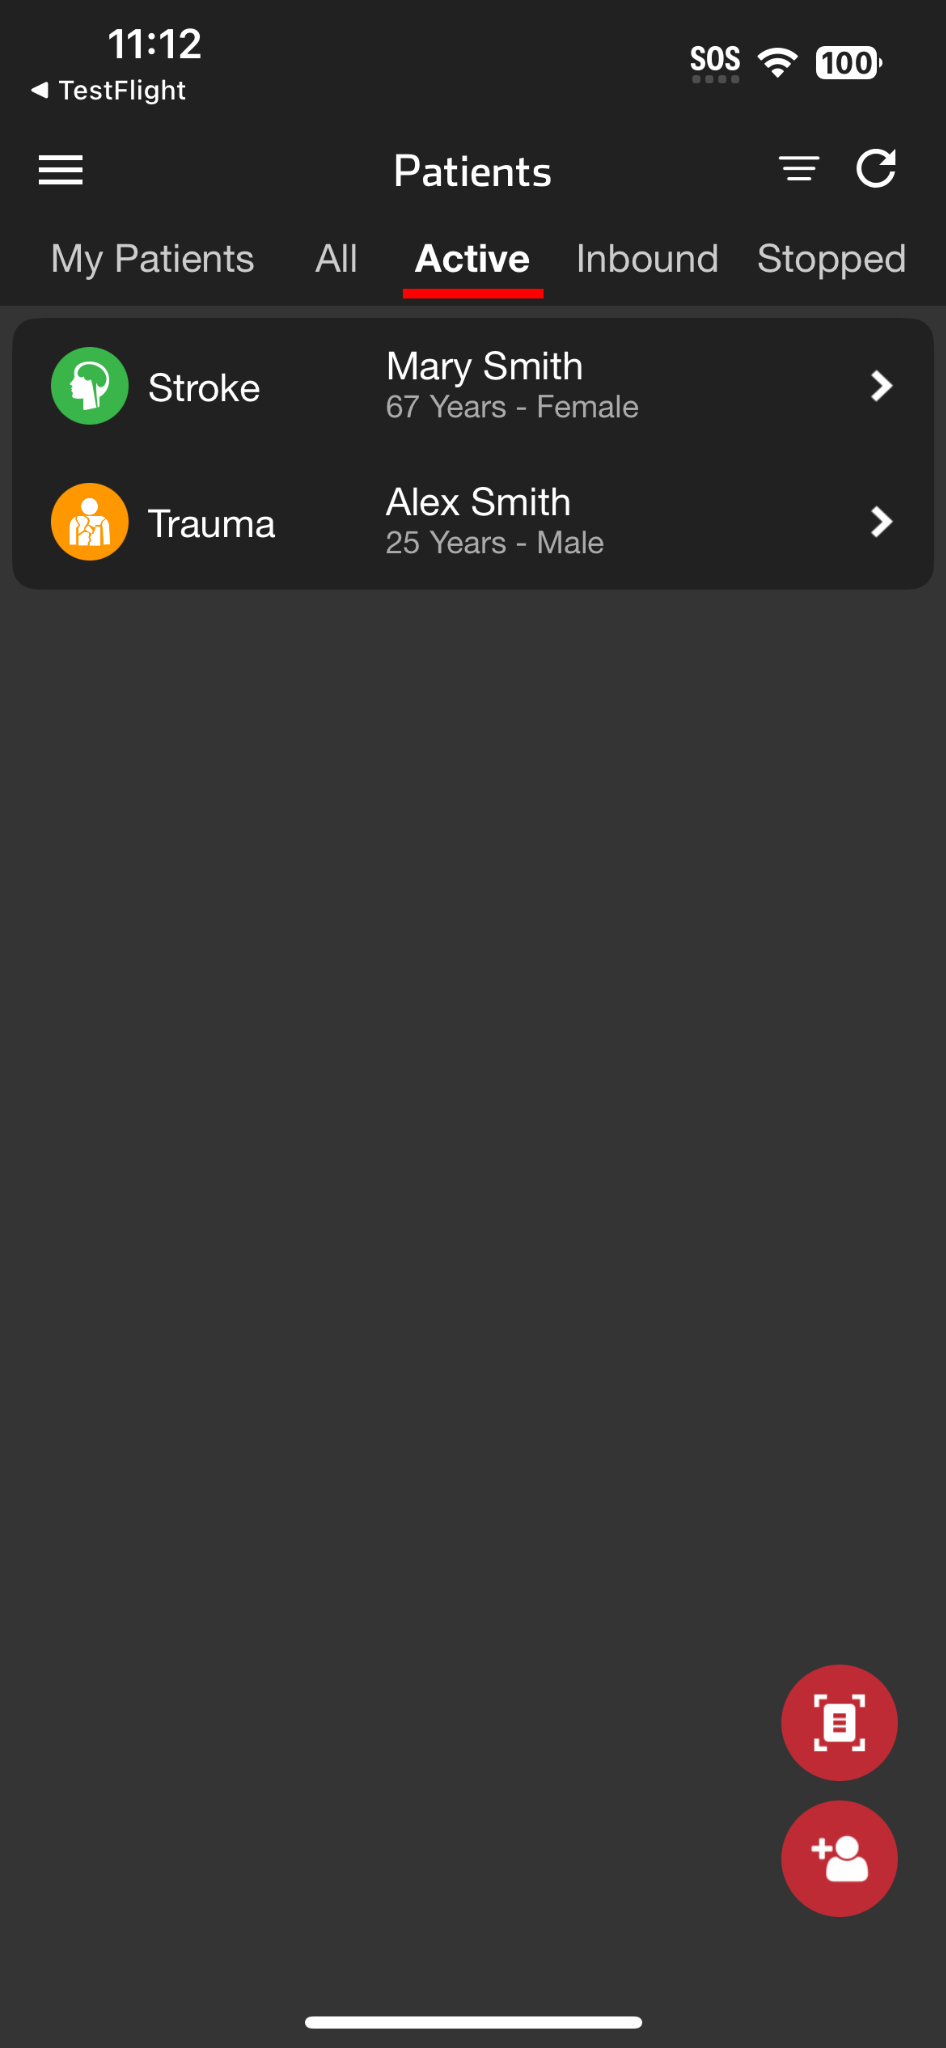 11:12
SOS
100
TestFlight
Patients
My Patients
All
Active
Inbound
Stopped
Stroke
Mary Smith
67 Years - Female
Trauma
Alex Smith
25 Years - Male